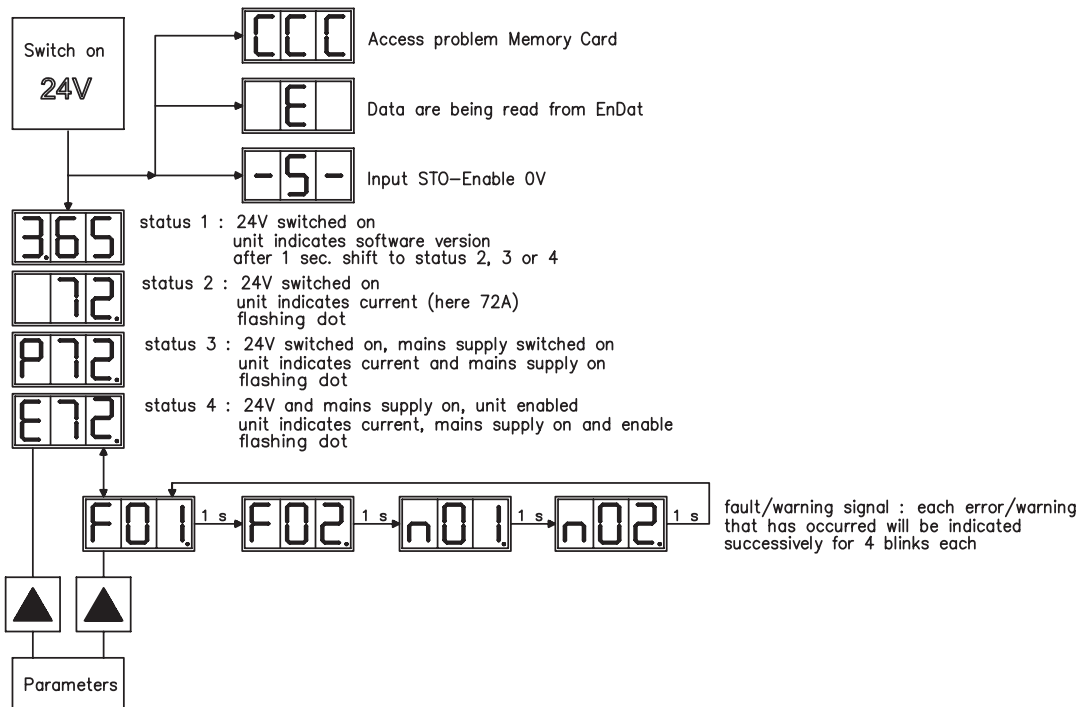 Switch on
24V
CCC
Access problem Memory Card
E
Data are being read from EnDat
-S-
Input STO-Enable 0V
3.65
status 1 : 24V switched on
unit indicates software version
after 1 sec. shift to status 2, 3 or 4
72.
status 2 : 24V switched on
unit indicates current (here 72A)
flashing dot
P72.
status 3 : 24V switched on, mains supply switched on
unit indicates current and mains supply on
flashing dot
E72.
status 4 : 24V and mains supply on, unit enabled
unit indicates current, mains supply on and enable
flashing dot
F01. 1 s F02. 1 s n01. 1 s n02. 1 s
fault/warning signal : each error/warning
that has occurred will be indicated
successively for 4 blinks each
Parameters